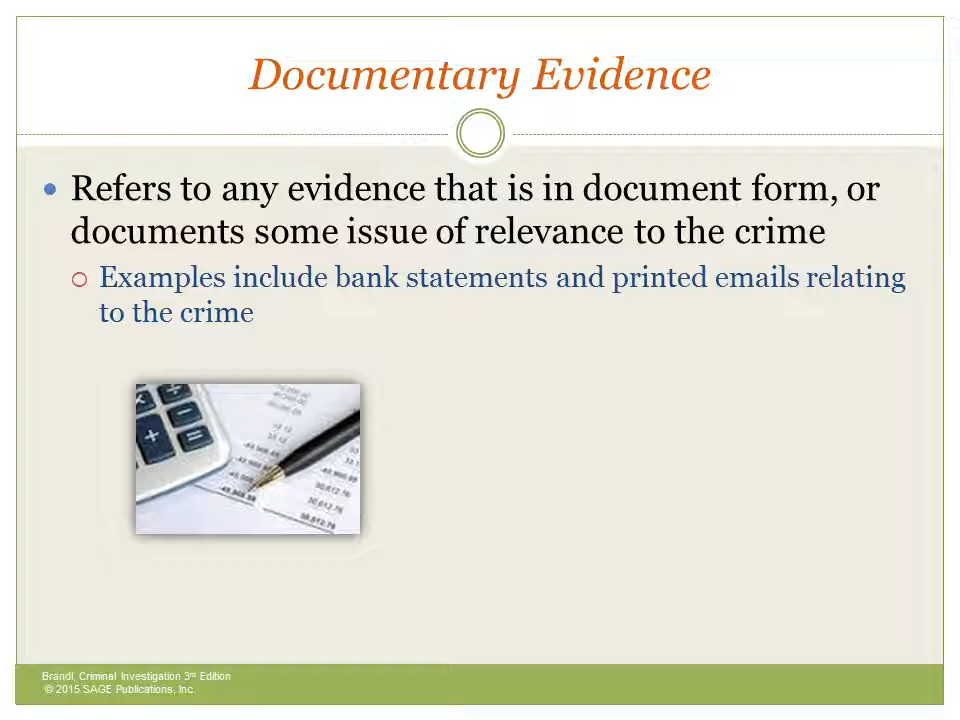 Documentary Evidence
Refers to any evidence that is in document form, or
documents some issue of relevance to the crime
Examples include bank statements and printed emails relating
to the crime
Brandl, Criminal Investigation 3rd Edition
© 2015 SAGE Publications, Inc.